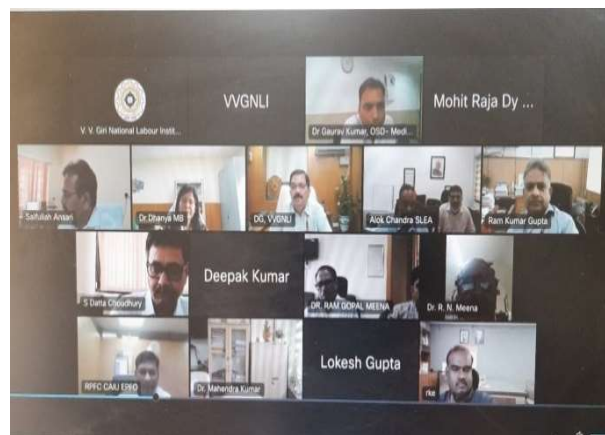 V. V. Giri National Labour Instit...
VVGNLI
Dr Gaurav Kumar, OSD- Medi...
Mohit Raja Dy ...
Saifullah Ansari
Dr.Dhanya MB
DG, VVGNLI
Alok Chandra SLEA
Ram Kumar Gupta
S Datta Choudhury
Deepak Kumar
DR. RAM GOPAL MEENA
Dr. R. N. Meena
RPFC CAIU EPFO
Dr. Mahendra Kumar
Lokesh Gupta
rke